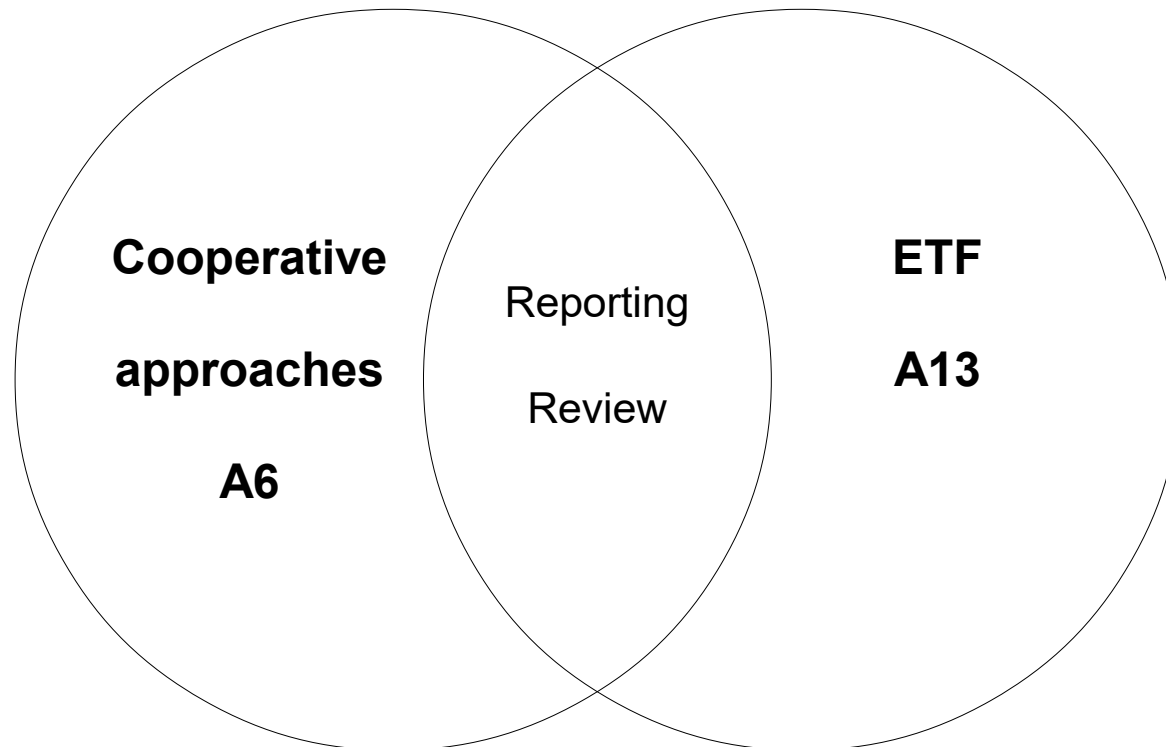 Cooperative
approaches
A6
Reporting
Review
ETF
A13